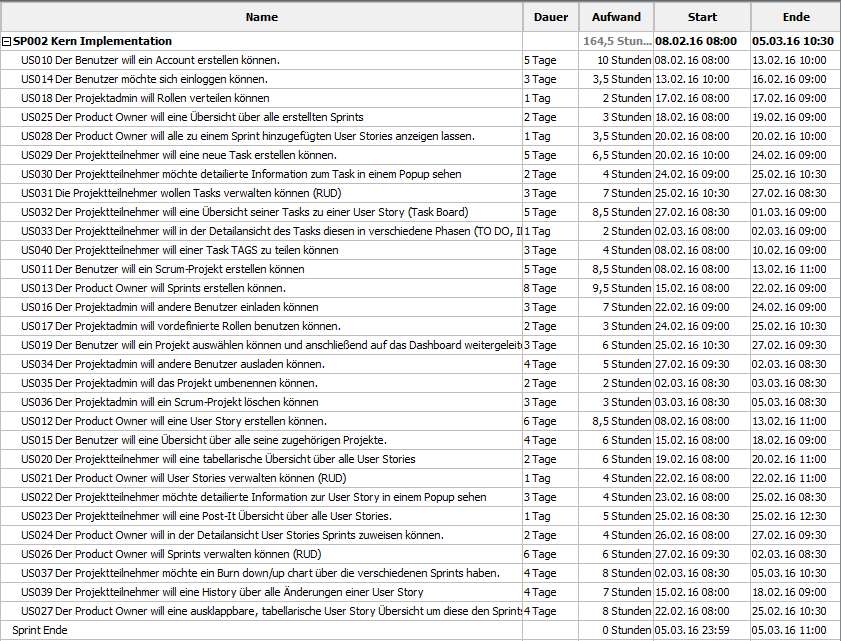 Name Dauer Aufwand Start Ende
SP002 Kern Implementation 164,5 Stun... 08.02.16 08:00 05.03.16 10:30
US010 Der Benutzer will ein Account erstellen können. 5 Tage 10 Stunden 08.02.16 08:00 13.02.16 10:00
US014 Der Benutzer möchte sich einloggen können. 3 Tage 3,5 Stunden 13.02.16 10:00 16.02.16 09:00
US018 Der Projektadmin will Rollen verteilen können 1 Tag 2 Stunden 17.02.16 08:00 17.02.16 09:00
US025 Der Product Owner will eine Übersicht über alle erstellten Sprints 2 Tage 3 Stunden 18.02.16 08:00 19.02.16 09:00
US028 Der Product Owner will alle zu einem Sprint hinzugefügten User Stories anzeigen lassen. 1 Tag 3,5 Stunden 20.02.16 08:00 20.02.16 10:00
US029 Der Projektteilnehmer will eine neue Task erstellen können. 5 Tage 6,5 Stunden 20.02.16 10:00 24.02.16 09:00
US030 Der Projektteilnehmer möchte detailierte Information zum Task in einem Popup sehen 2 Tage 4 Stunden 24.02.16 09:00 25.02.16 10:30
US031 Die Projektteilnehmer wollen Tasks verwalten können (RUD) 3 Tage 7 Stunden 25.02.16 10:30 27.02.16 08:30
US032 Der Projektteilnehmer will eine Übersicht seiner Tasks zu einer User Story (Task Board) 5 Tage 8,5 Stunden 27.02.16 08:30 01.03.16 09:00
US033 Der Projektteilnehmer will in der Detailansicht des Tasks diesen in verschiedene Phasen (TO DO, I 1 Tag 2 Stunden 02.03.16 08:00 02.03.16 09:00
US040 Der Projektteilnehmer will einer Task TAGS zu teilen können 3 Tage 4 Stunden 08.02.16 08:00 10.02.16 09:00
US011 Der Benutzer will ein Scrum-Projekt erstellen können 5 Tage 8,5 Stunden 08.02.16 08:00 13.02.16 11:00
US013 Der Product Owner will Sprints erstellen können. 8 Tage 9,5 Stunden 15.02.16 08:00 22.02.16 09:00
US016 Der Projektadmin will andere Benutzer einladen können 3 Tage 7 Stunden 22.02.16 09:00 24.02.16 09:00
US017 Der Projektadmin will vordefinierte Rollen benutzen können. 2 Tage 3 Stunden 24.02.16 09:00 25.02.16 10:30
US019 Der Benutzer will ein Projekt auswählen können und anschließend auf das Dashboard weitergeleit 3 Tage 6 Stunden 25.02.16 10:30 27.02.16 09:30
US034 Der Projektadmin will andere Benutzer ausladen können. 4 Tage 5 Stunden 27.02.16 09:30 02.03.16 08:30
US035 Der Projektadmin will das Projekt umbenennen können. 2 Tage 2 Stunden 02.03.16 08:30 03.03.16 08:30
US036 Der Projektadmin will ein Scrum-Projekt löschen können 3 Tage 3 Stunden 03.03.16 08:30 05.03.16 08:30
US012 Der Product Owner will eine User Story erstellen können. 6 Tage 8,5 Stunden 08.02.16 08:00 13.02.16 11:00
US015 Der Benutzer will eine Übersicht über alle seine zugehörigen Projekte. 4 Tage 6 Stunden 15.02.16 08:00 18.02.16 09:00
US020 Der Projektteilnehmer will eine tabellarische Übersicht über alle User Stories 2 Tage 6 Stunden 19.02.16 08:00 20.02.16 11:00
US021 Der Product Owner will User Stories verwalten können (RUD) 1 Tag 4 Stunden 22.02.16 08:00 22.02.16 11:00
US022 Der Projektteilnehmer möchte detailierte Information zur User Story in einem Popup sehen 3 Tage 4 Stunden 23.02.16 08:00 25.02.16 08:30
US023 Der Projektteilnehmer will eine Post-It Übersicht über alle User Stories. 1 Tag 5 Stunden 25.02.16 08:30 25.02.16 12:30
US024 Der Product Owner will in der Detailansicht User Stories Sprints zuweisen können. 2 Tage 4 Stunden 26.02.16 08:00 27.02.16 09:30
US026 Der Product Owner will Sprints verwalten können (RUD) 6 Tage 6 Stunden 27.02.16 09:30 02.03.16 08:30
US037 Der Projektteilnehmer möchte ein Burn down/up chart über die verschiedenen Sprints haben. 4 Tage 8 Stunden 02.03.16 08:30 05.03.16 10:30
US039 Der Projektteilnehmer will eine History über alle Änderungen einer User Story 4 Tage 7 Stunden 15.02.16 08:00 18.02.16 09:00
US027 Der Product Owner will eine ausklappbare, tabellarische User Story Übersicht um diese den Sprints 4 Tage 8 Stunden 22.02.16 08:00 25.02.16 10:30
Sprint Ende 0 Stunden 05.03.16 23:59 05.03.16 11:00